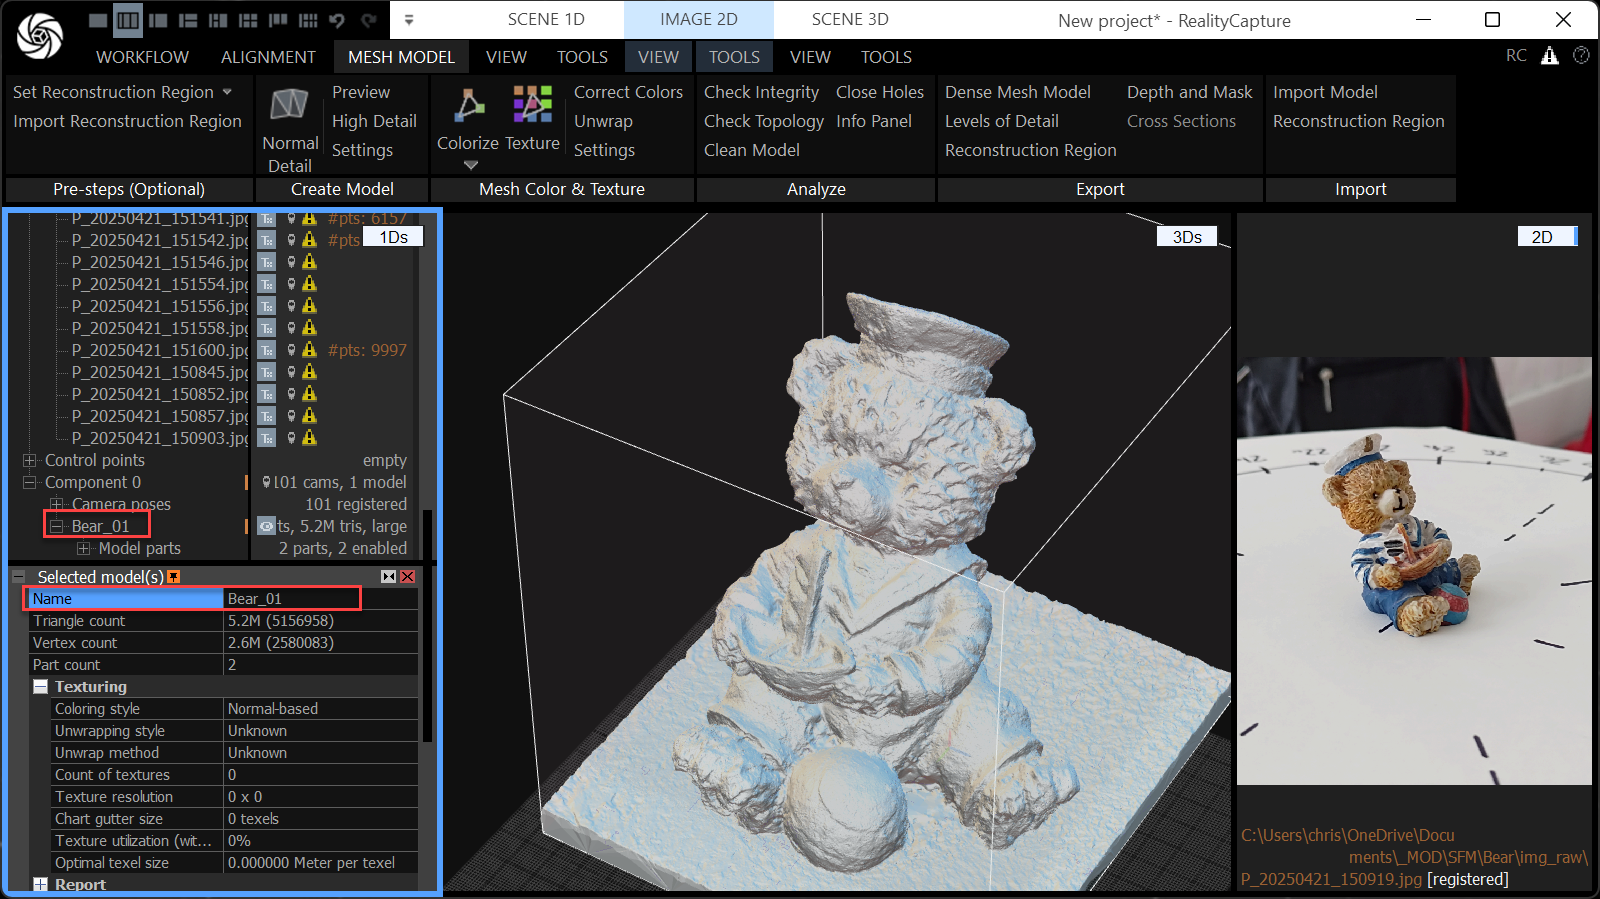 SCENE 1D
IMAGE 2D
SCENE 3D
New project* - RealityCapture
WORKFLOW
ALIGNMENT
MESH MODEL
VIEW
TOOLS
VIEW
TOOLS
VIEW
TOOLS
RC
Set Reconstruction Region
Import Reconstruction Region
Pre-steps (Optional)
Normal
Detail
Preview
High Detail
Settings
Create Model
Colorize
Texture
Correct Colors
Unwrap
Settings
Mesh Color & Texture
Check Integrity
Check Topology
Clean Model
Close Holes
Info Panel
Analyze
Dense Mesh Model
Levels of Detail
Reconstruction Region
Depth and Mask
Cross Sections
Export
Import Model
Reconstruction Region
Import
1Ds
P_20250421_151541.jpg #pts: 6157
P_20250421_151542.jpg #pts
P_20250421_151546.jpg
P_20250421_151554.jpg
P_20250421_151556.jpg
P_20250421_151558.jpg
P_20250421_151600.jpg #pts: 9997
P_20250421_150845.jpg
P_20250421_150852.jpg
P_20250421_150857.jpg
P_20250421_150903.jpg
Control points empty
Component 0 101 cams, 1 model
Camera poses 101 registered
Bear_01 ts, 5.2M tris, large
Model parts 2 parts, 2 enabled
Selected model(s)
Name Bear_01
Triangle count 5.2M (5156958)
Vertex count 2.6M (2580083)
Part count 2
Texturing
Coloring style Normal-based
Unwrapping style Unknown
Unwrap method Unknown
Count of textures 0
Texture resolution 0 x 0
Chart gutter size 0 texels
Texture utilization (wit... 0%
Optimal texel size 0.000000 Meter per texel
Report
3Ds
2D
C:\Users\chris\OneDrive\Docu
ments\_MOD\SFM\Bear\img_raw\
P_20250421_150919.jpg [registered]